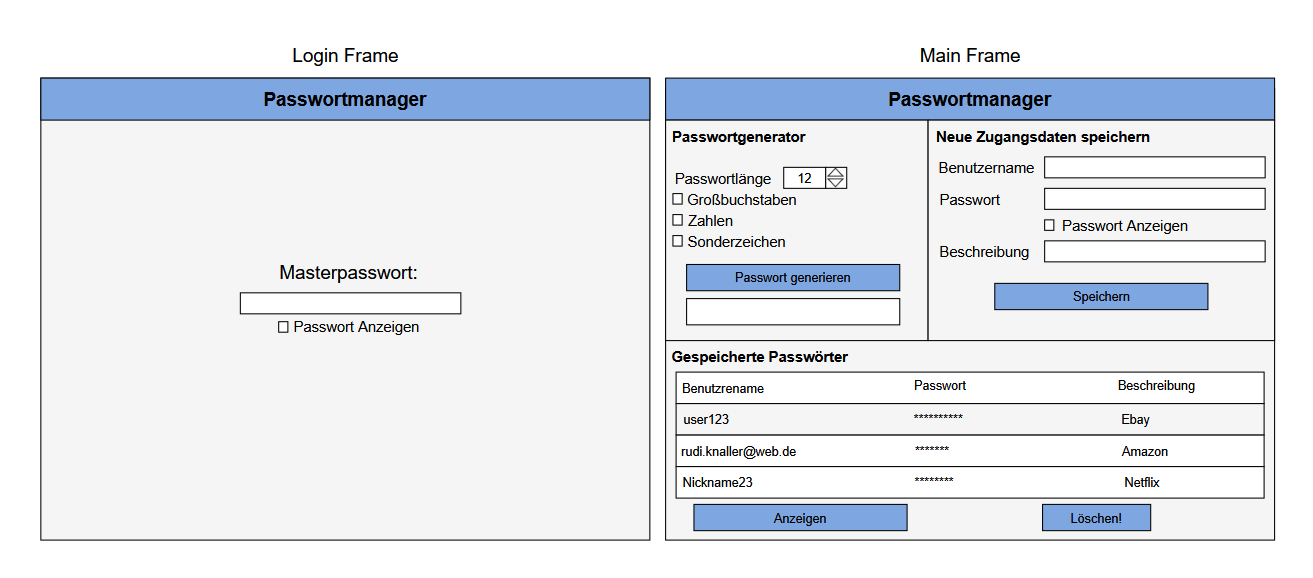 Login Frame
Passwortmanager
Masterpasswort:
Passwort Anzeigen
Main Frame
Passwortmanager
Passwortgenerator
Passwortlänge 12
Großbuchstaben
Zahlen
Sonderzeichen
Passwort generieren
Neue Zugangsdaten speichern
Benutzername
Passwort
Passwort Anzeigen
Beschreibung
Speichern
Gespeicherte Passwörter
Benutzrename Passwort Beschreibung
user123 ********** Ebay
rudi.knaller@web.de ******* Amazon
Nickname23 ******** Netflix
Anzeigen Löschen!